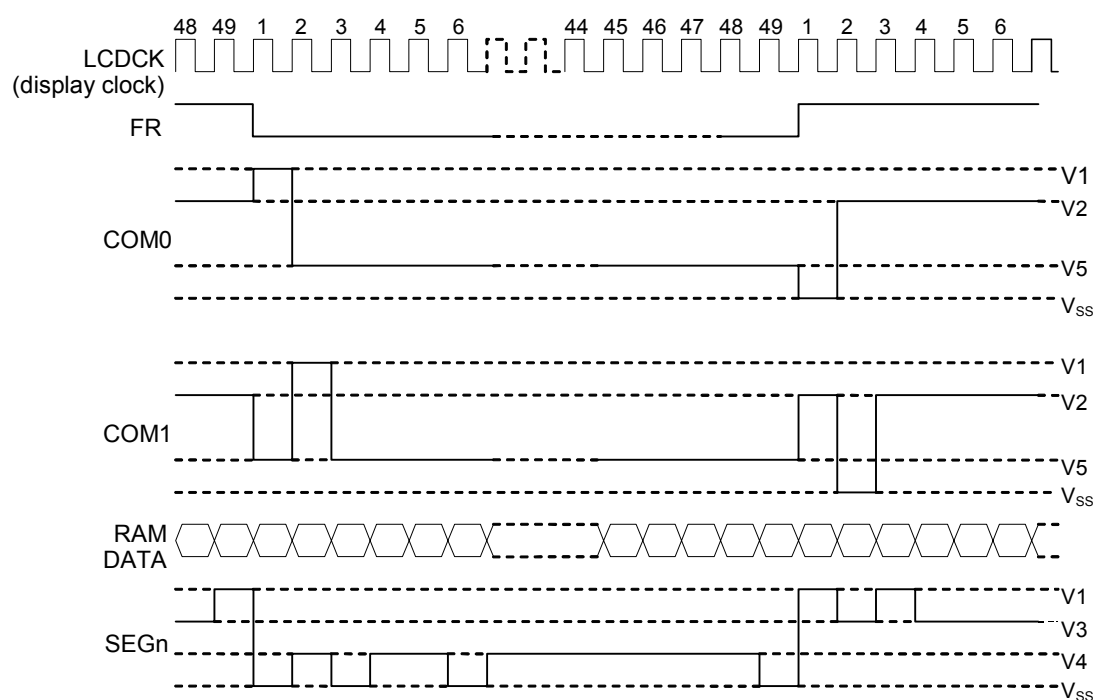 48 49 1 2 3 4 5 6 44 45 46 47 48 49 1 2 3 4 5 6
LCDCK
(display clock)
FR
V1
V2
COM0
V5
VSS
V1
V2
COM1
V5
VSS
RAM
DATA
V1
V3
SEGn
V4
VSS